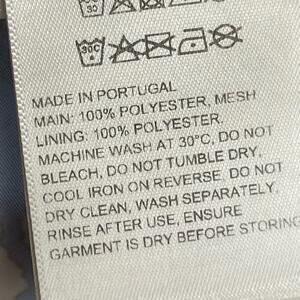 30
30°C
MADE IN PORTUGAL
MAIN: 100% POLYESTER, MESH
LINING: 100% POLYESTER.
MACHINE WASH AT 30°C, DO NOT
BLEACH, DO NOT TUMBLE DRY,
COOL IRON ON REVERSE, DO NOT
DRY CLEAN, WASH SEPARATELY,
RINSE AFTER USE, ENSURE
GARMENT IS DRY BEFORE STORING